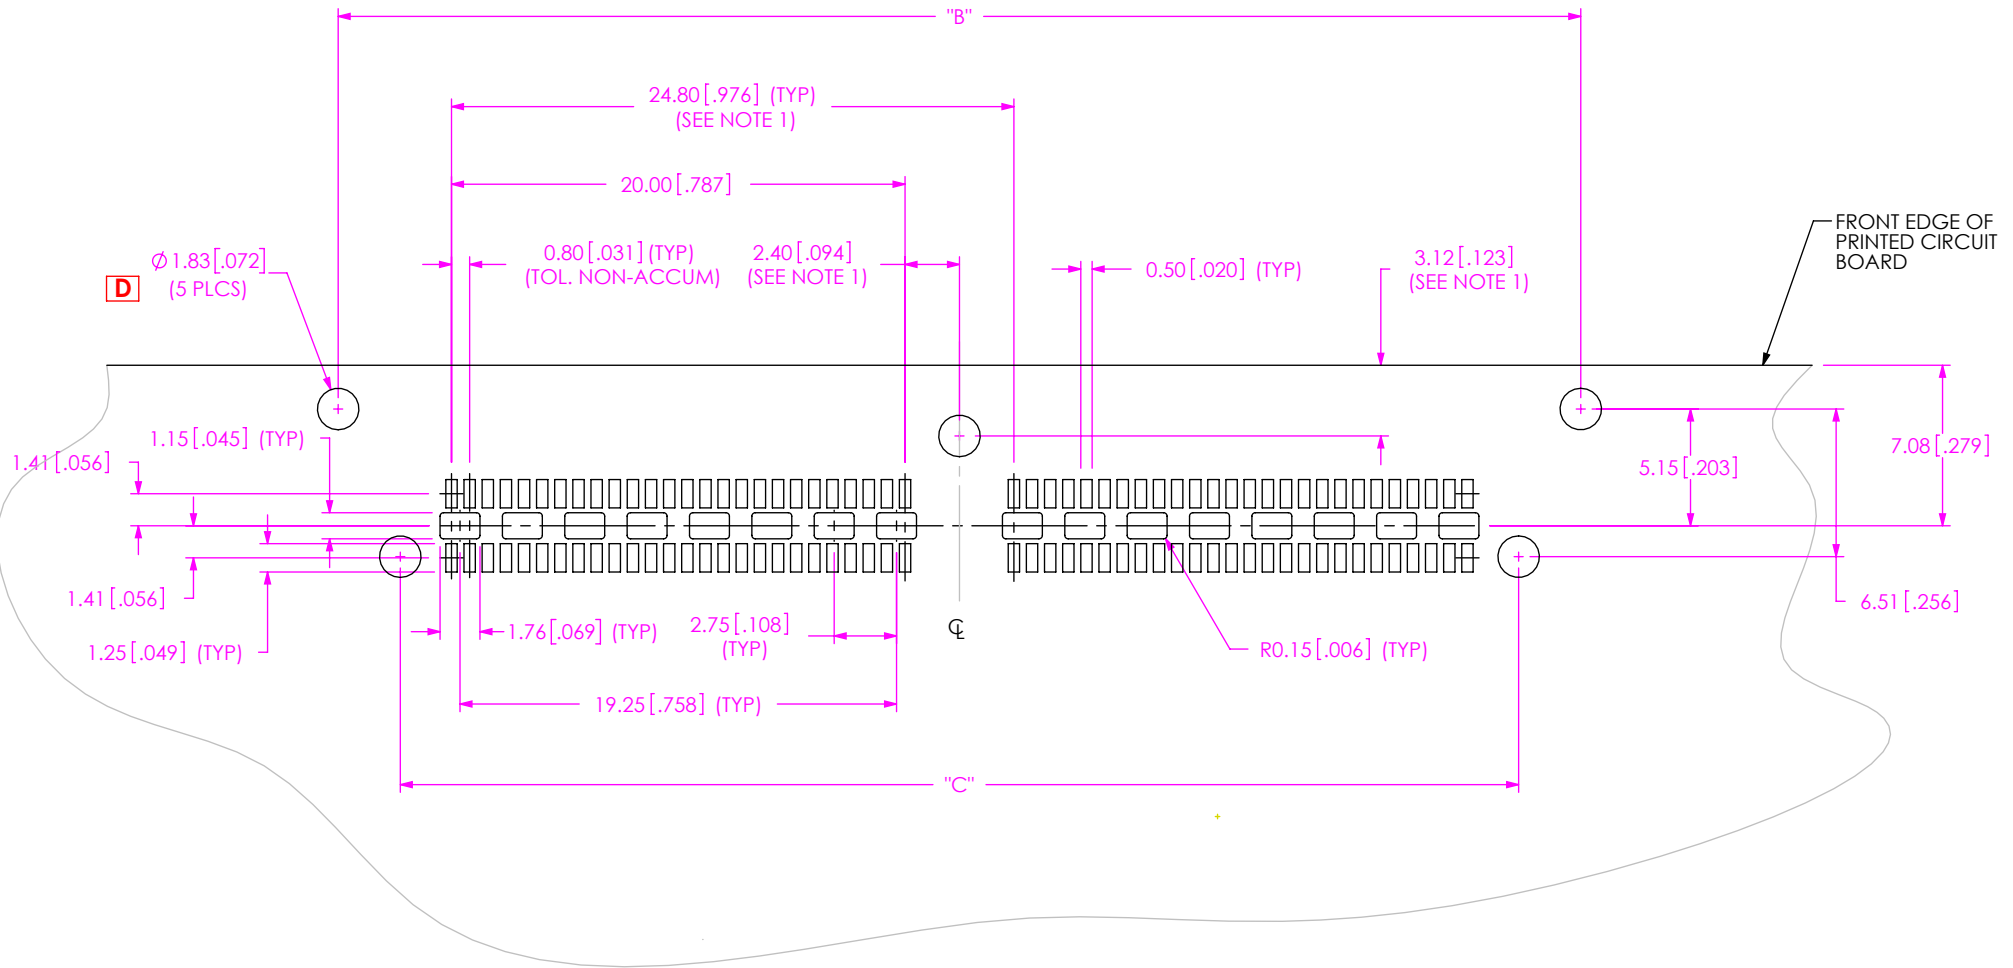 "B"
24.80[.976] (TYP)
(SEE NOTE 1)
20.00[.787]
FRONT EDGE OF
PRINTED CIRCUIT
BOARD
Ø1.83[.072]
(5 PLCS)
D
0.80[.031](TYP)
(TOL. NON-ACCUM)
2.40[.094]
(SEE NOTE 1)
0.50[.020] (TYP)
3.12[.123]
(SEE NOTE 1)
1.15[.045] (TYP)
1.41[.056]
7.08[.279]
5.15[.203]
1.41[.056]
6.51[.256]
1.25[.049] (TYP)
1.76[.069] (TYP)
2.75[.108]
(TYP)
℄
R0.15[.006] (TYP)
19.25[.758] (TYP)
"C"